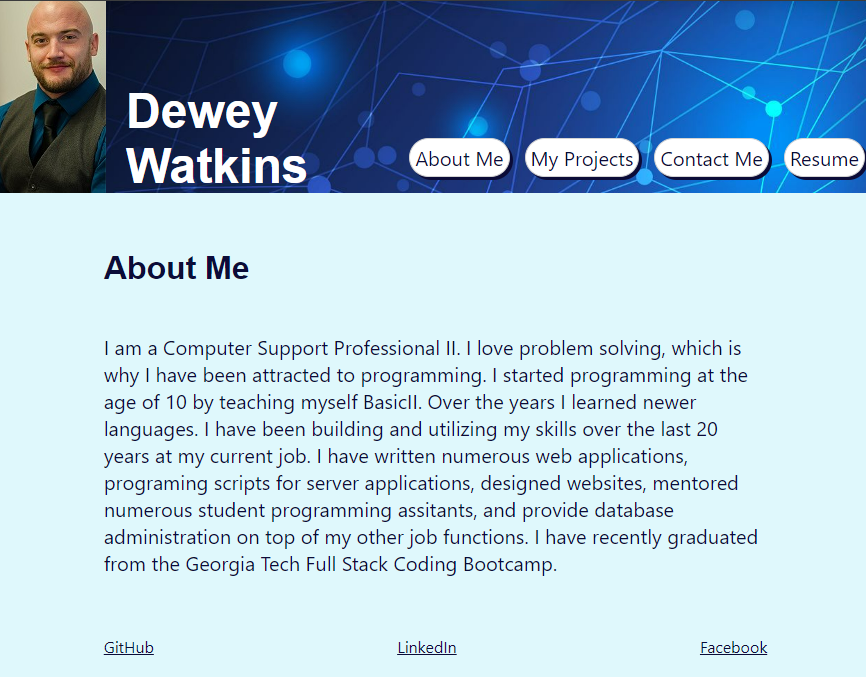 Dewey
Watkins
About Me
My Projects
Contact Me
Resume
About Me
I am a Computer Support Professional II. I love problem solving, which is
why I have been attracted to programming. I started programming at the
age of 10 by teaching myself BasicII. Over the years I learned newer
languages. I have been building and utilizing my skills over the last 20
years at my current job. I have written numerous web applications,
programing scripts for server applications, designed websites, mentored
numerous student programming assitants, and provide database
administration on top of my other job functions. I have recently graduated
from the Georgia Tech Full Stack Coding Bootcamp.
GitHub
LinkedIn
Facebook